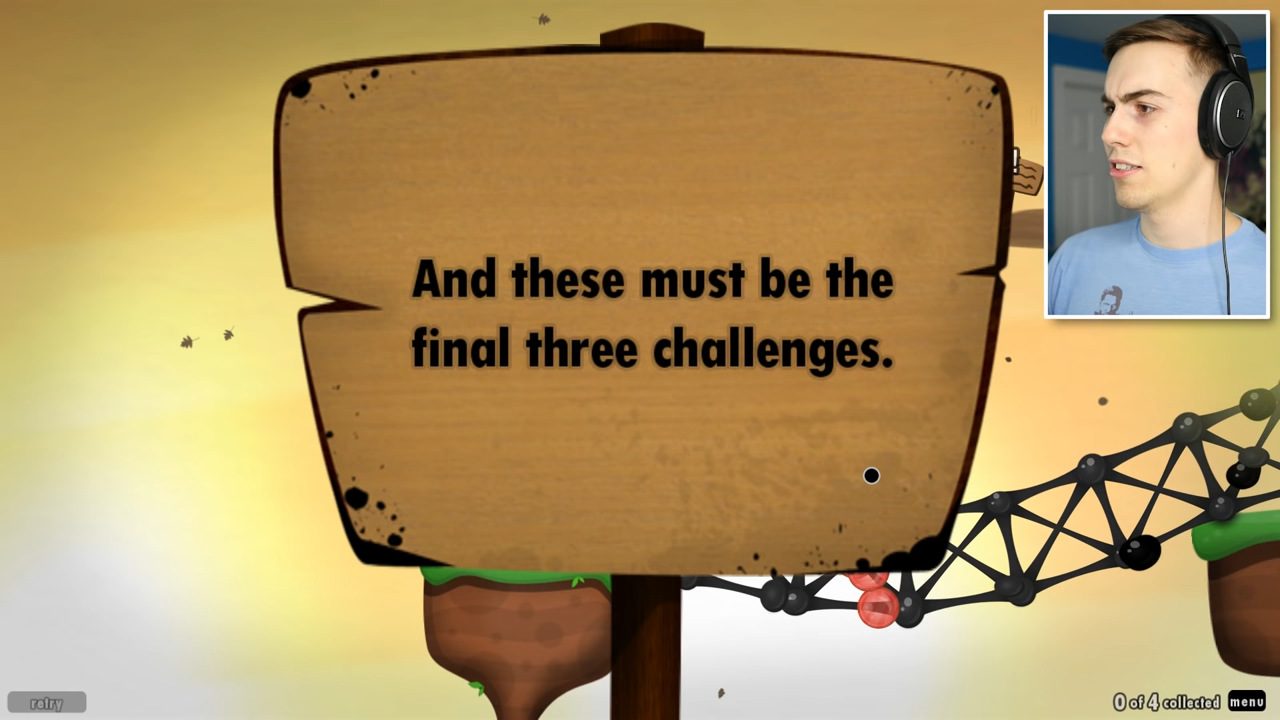 And these must be the
final three challenges.
retry
0 of 4 collected menu